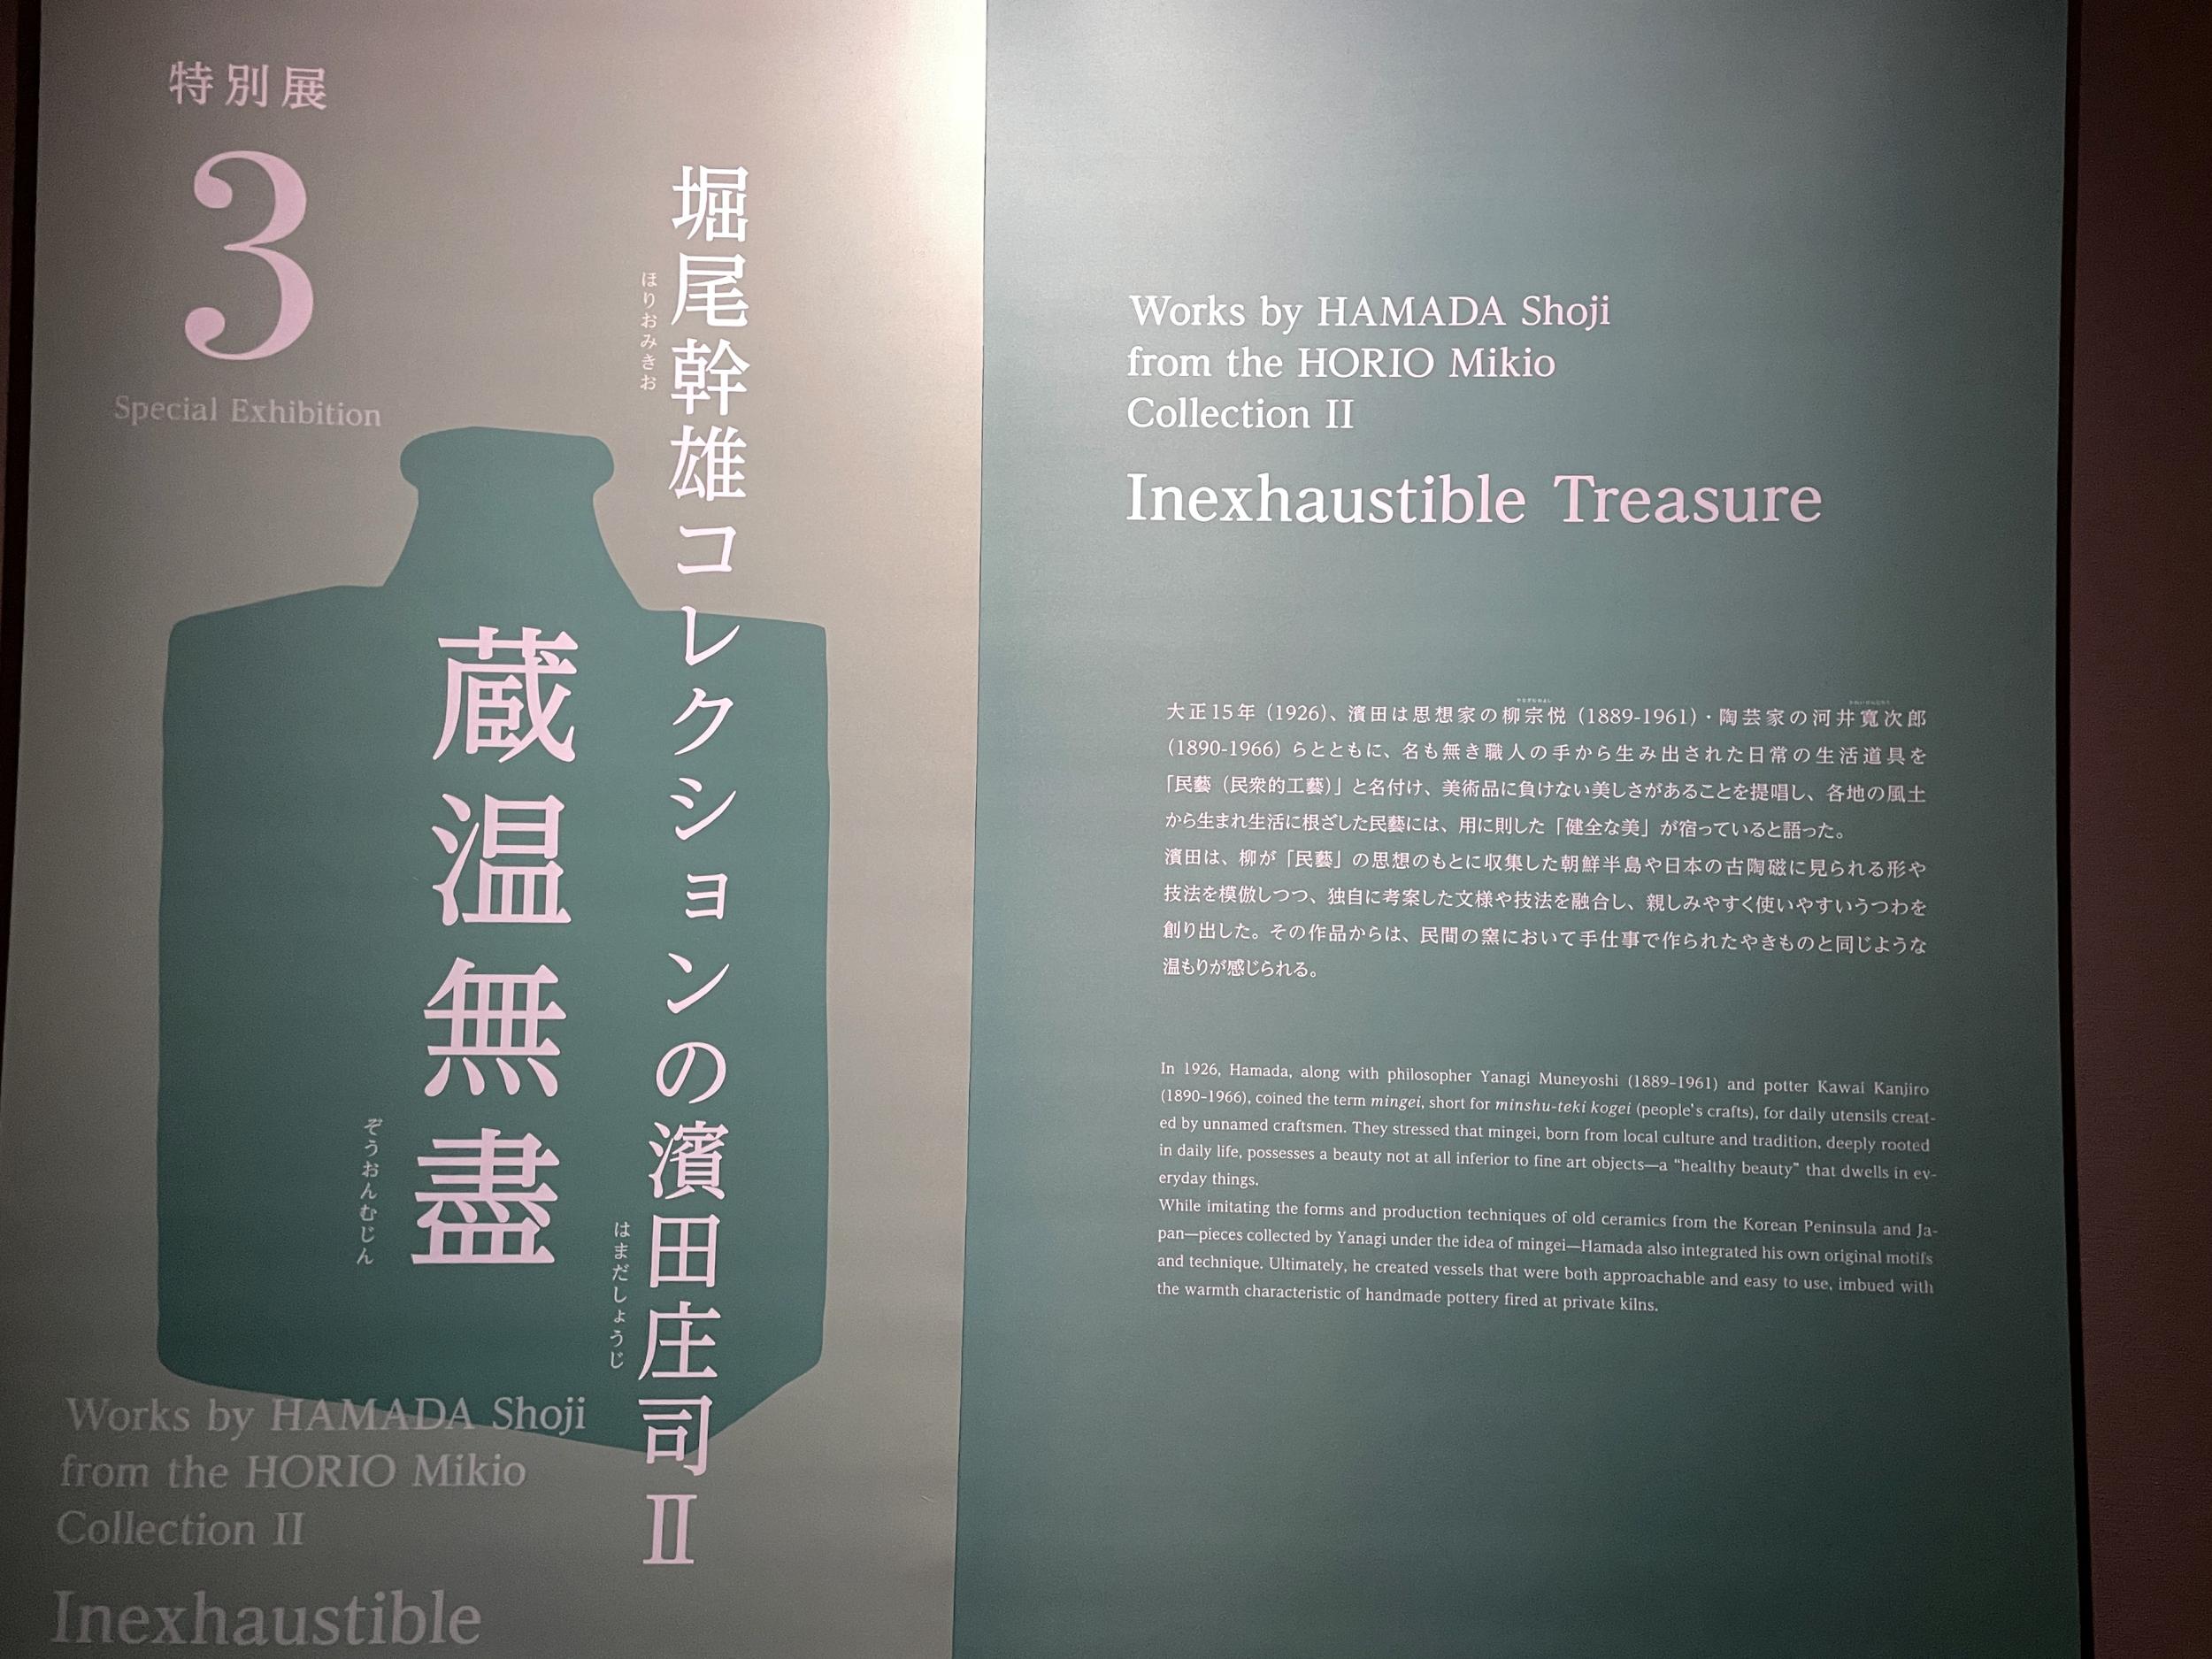 特別展
3
Special Exhibition
堀尾幹雄コレクションの濱田庄司Ⅱ
ほりおみきお
はまだしょうじ
蔵温無盡
ぞうおんむじん
Works by HAMADA Shoji
from the HORIO Mikio
Collection II
Inexhaustible
Works by HAMADA Shoji
from the HORIO Mikio
Collection II
Inexhaustible Treasure
大正15年（1926）、濱田は思想家の柳宗悦（1889-1961）・陶芸家の河井寬次郎
（1890-1966）らとともに、名も無き職人の手から生み出された日常の生活道具を
「民藝（民衆的工藝）」と名付け、美術品に負けない美しさがあることを提唱し、各地の風土
から生まれ生活に根ざした民藝には、用に則した「健全な美」が宿っていると語った。
濱田は、柳が「民藝」の思想のもとに収集した朝鮮半島や日本の古陶磁に見られる形や
技法を模倣しつつ、独自に考案した文様や技法を融合し、親しみやすく使いやすいうつわを
創り出した。その作品からは、民間の窯において手仕事で作られたやきものと同じような
温もりが感じられる。
In 1926, Hamada, along with philosopher Yanagi Muneyoshi (1889–1961) and potter Kawai Kanjiro
(1890–1966), coined the term mingei, short for minshu-teki kogei (people's crafts), for daily utensils creat-
ed by unnamed craftsmen. They stressed that mingei, born from local culture and tradition, deeply rooted
in daily life, possesses a beauty not at all inferior to fine art objects—a “healthy beauty” that dwells in ev-
eryday things.
While imitating the forms and production techniques of old ceramics from the Korean Peninsula and Ja-
pan—pieces collected by Yanagi under the idea of mingei—Hamada also integrated his own original motifs
and technique. Ultimately, he created vessels that were both approachable and easy to use, imbued with
the warmth characteristic of handmade pottery fired at private kilns.